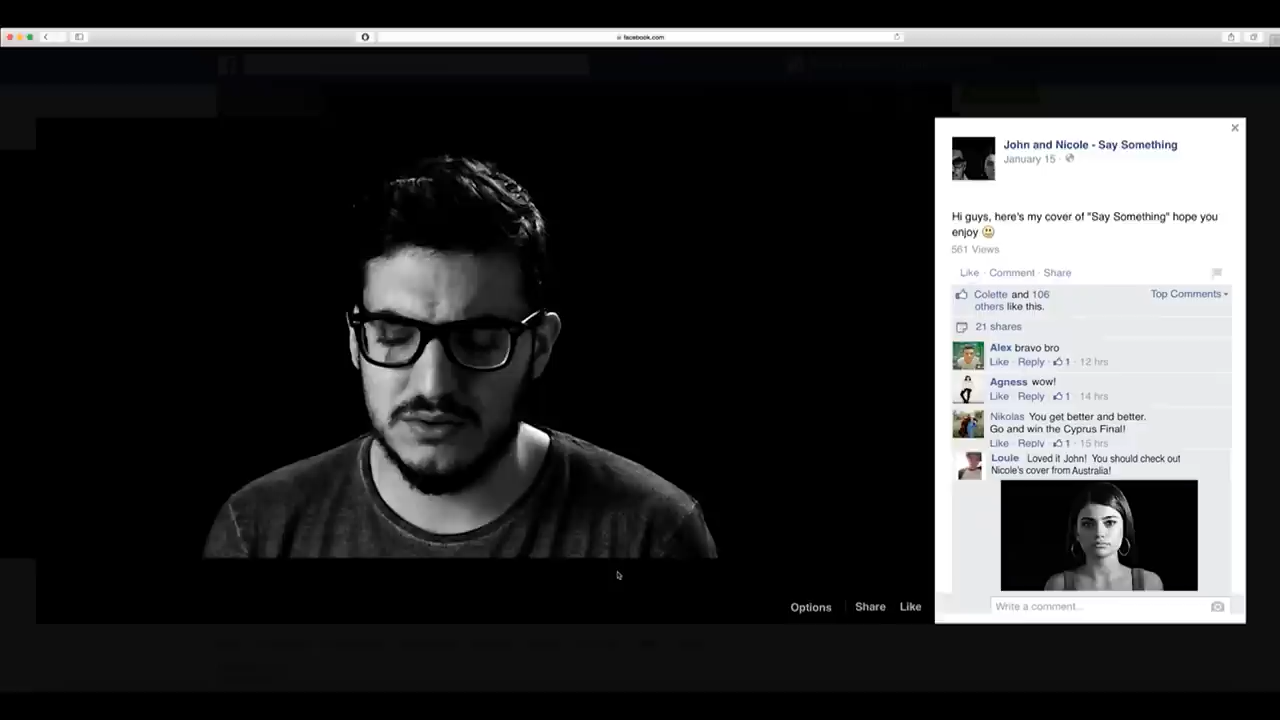 facebook.com
John and Nicole - Say Something
January 15 ·
Hi guys, here's my cover of "Say Something" hope you
enjoy
561 Views
Like · Comment · Share
Colette and 106
others like this.
Top Comments
21 shares
Alex bravo bro
Like · Reply · 1 · 12 hrs
Agness wow!
Like · Reply · 1 · 14 hrs
Nikolas You get better and better.
Go and win the Cyprus Final!
Like · Reply · 1 · 15 hrs
Louie Loved it John! You should check out
Nicole's cover from Australia!
Write a comment...
Options
Share
Like